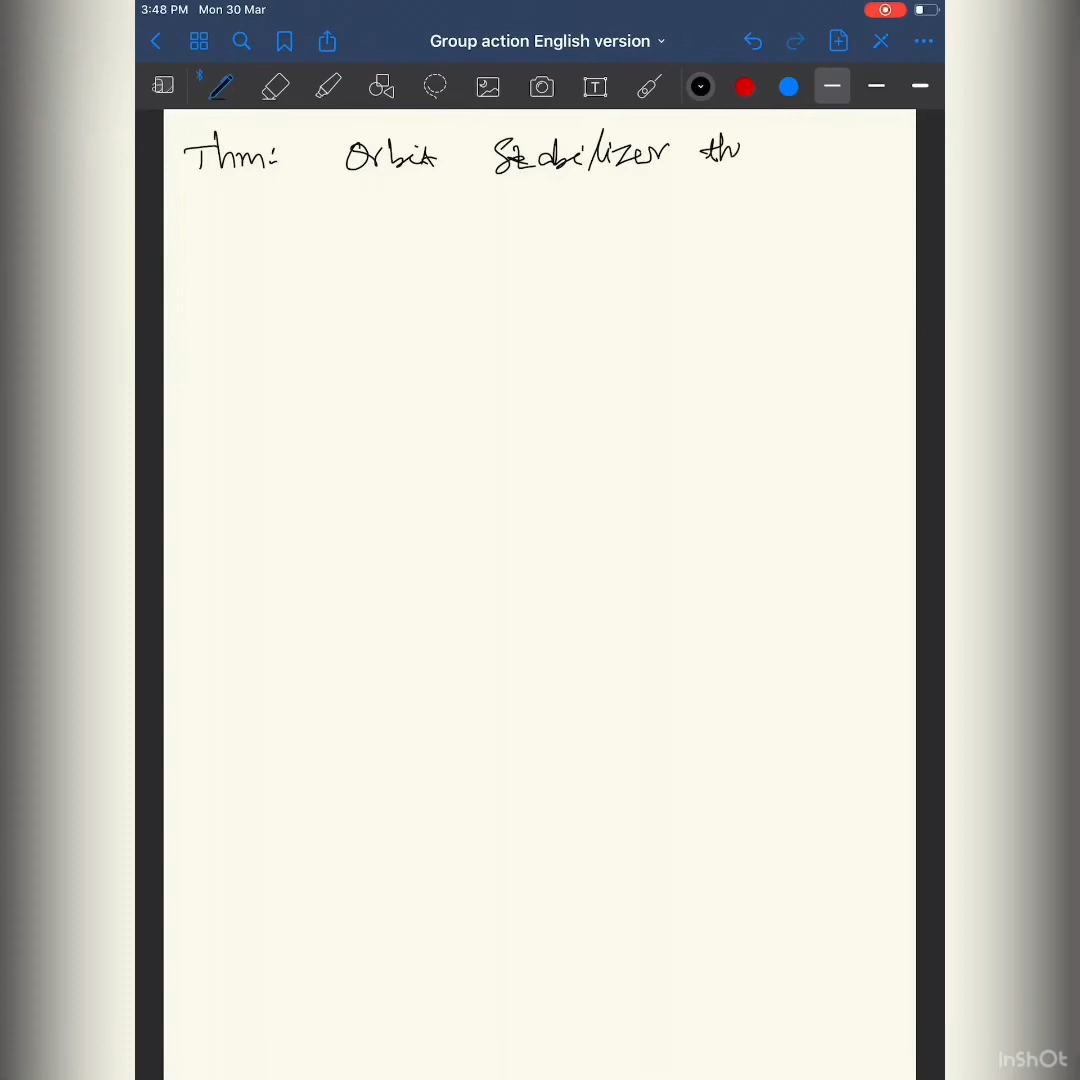 3:48 PM Mon 30 Mar
Group action English version
T
Thm: Orbit Stabilizer th
InShOt